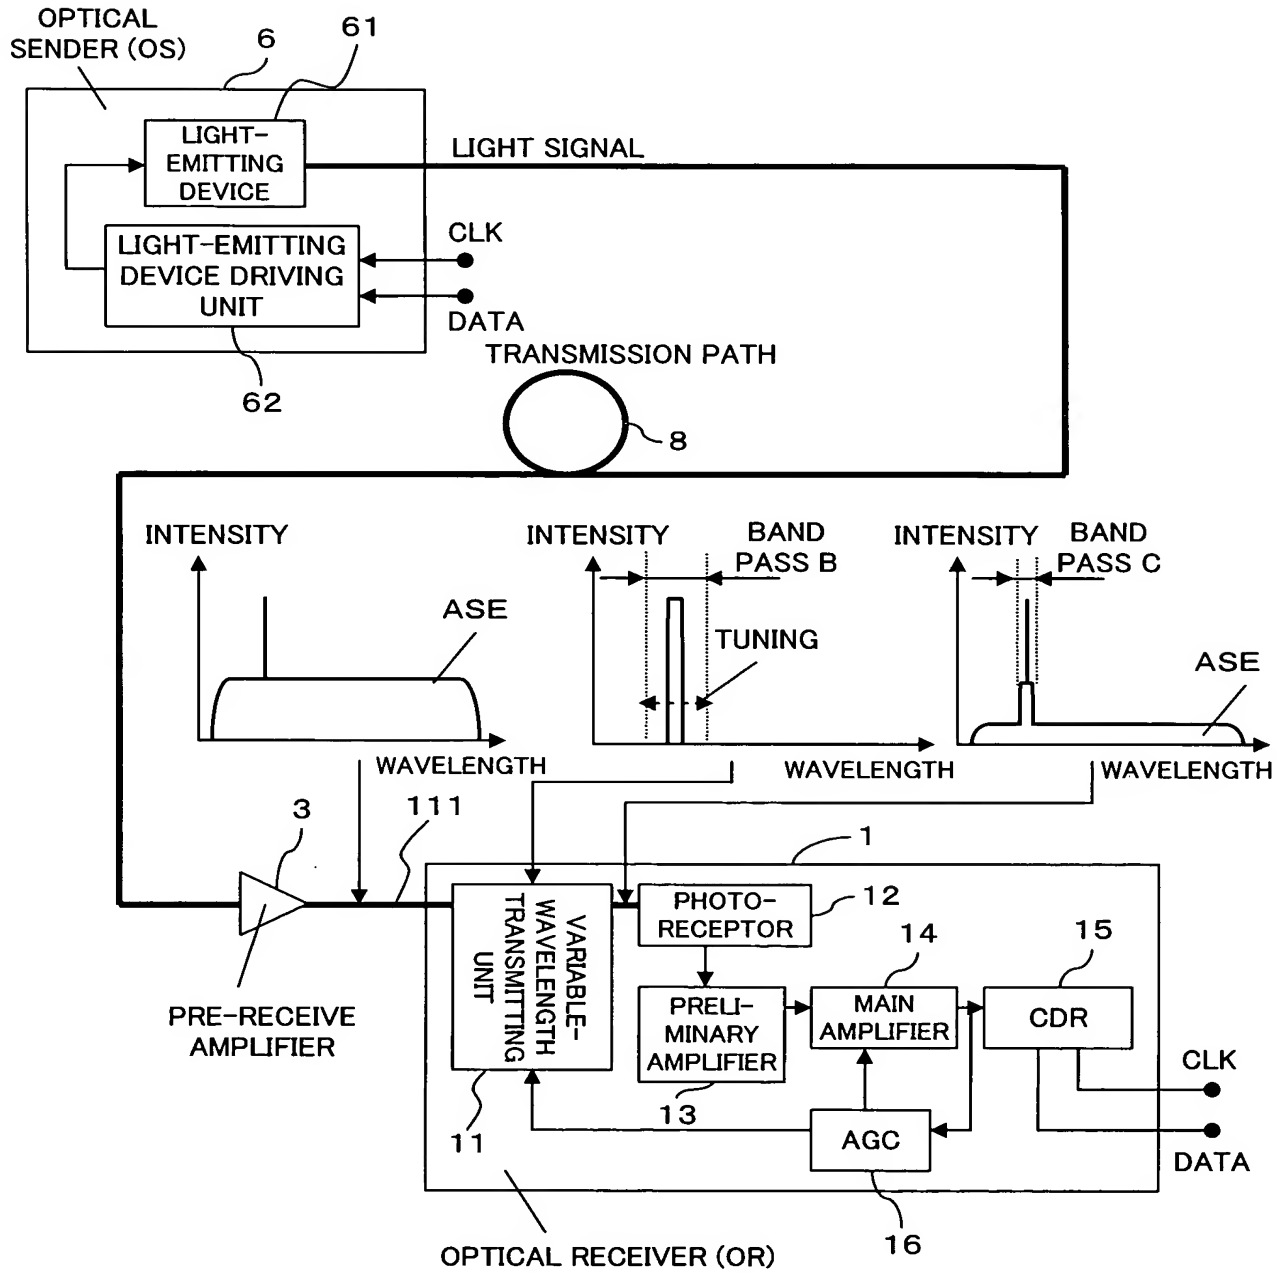 OPTICAL
SENDER (OS)
6
61
LIGHT-
EMITTING
DEVICE
LIGHT SIGNAL
LIGHT-EMITTING
DEVICE DRIVING
UNIT
CLK
DATA
62
TRANSMISSION PATH
8
INTENSITY
ASE
WAVELENGTH
INTENSITY
BAND
PASS B
TUNING
WAVELENGTH
INTENSITY
BAND
PASS C
ASE
WAVELENGTH
3
111
PRE-RECEIVE
AMPLIFIER
1
VARIABLE-
WAVELENGTH
TRANSMITTING
UNIT
11
PHOTO-
RECEPTOR
12
PRELI-
MINARY
AMPLIFIER
13
MAIN
AMPLIFIER
14
CDR
15
AGC
16
CLK
DATA
OPTICAL RECEIVER (OR)